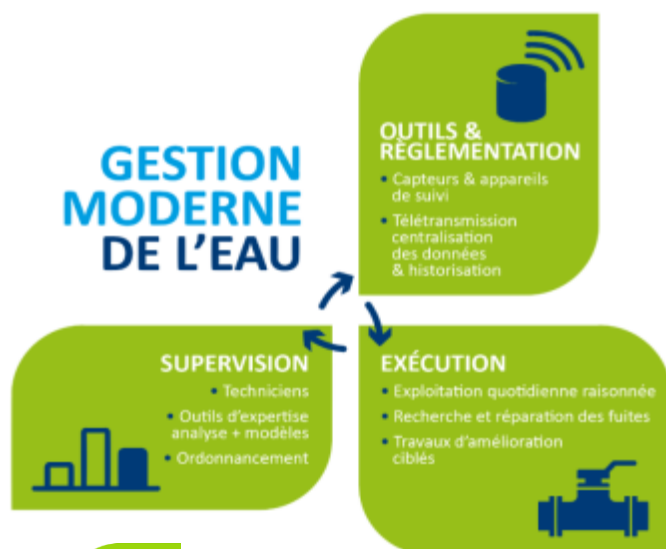 GESTION
MODERNE
DE L'EAU
OUTILS &
RÈGLEMENTATION
• Capteurs & appareils
de suivi
• Télétransmission
centralisation
des données
& historisation
SUPERVISION
• Techniciens
• Outils d'expertise
analyse + modèles
• Ordonnancement
EXÉCUTION
• Exploitation quotidienne raisonnée
• Recherche et réparation des fuites
• Travaux d'amélioration
ciblés